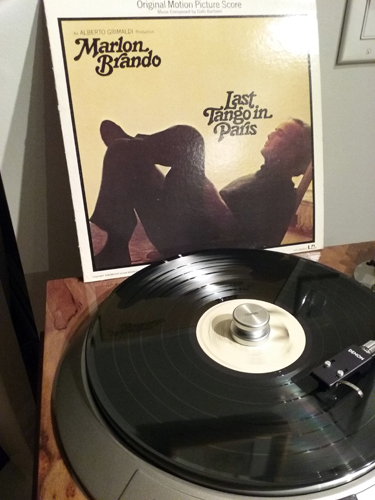 Original Motion Picture Score
Music Composed by Gato Barbieri
An ALBERTO GRIMALDI Production
Marlon
Brando
Last
Tango in
Paris
DENON